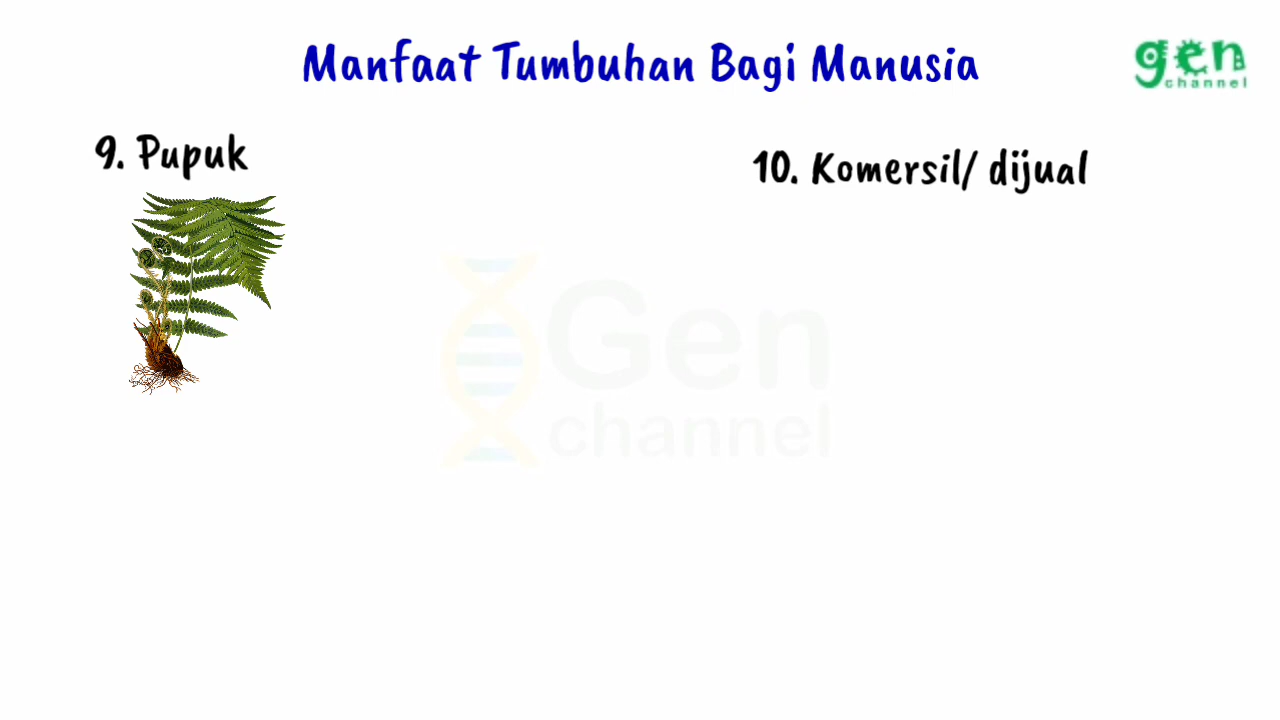 Manfaat Tumbuhan Bagi Manusia
gen
channel
9. Pupuk
10. Komersil/ dijual
Gen
channel